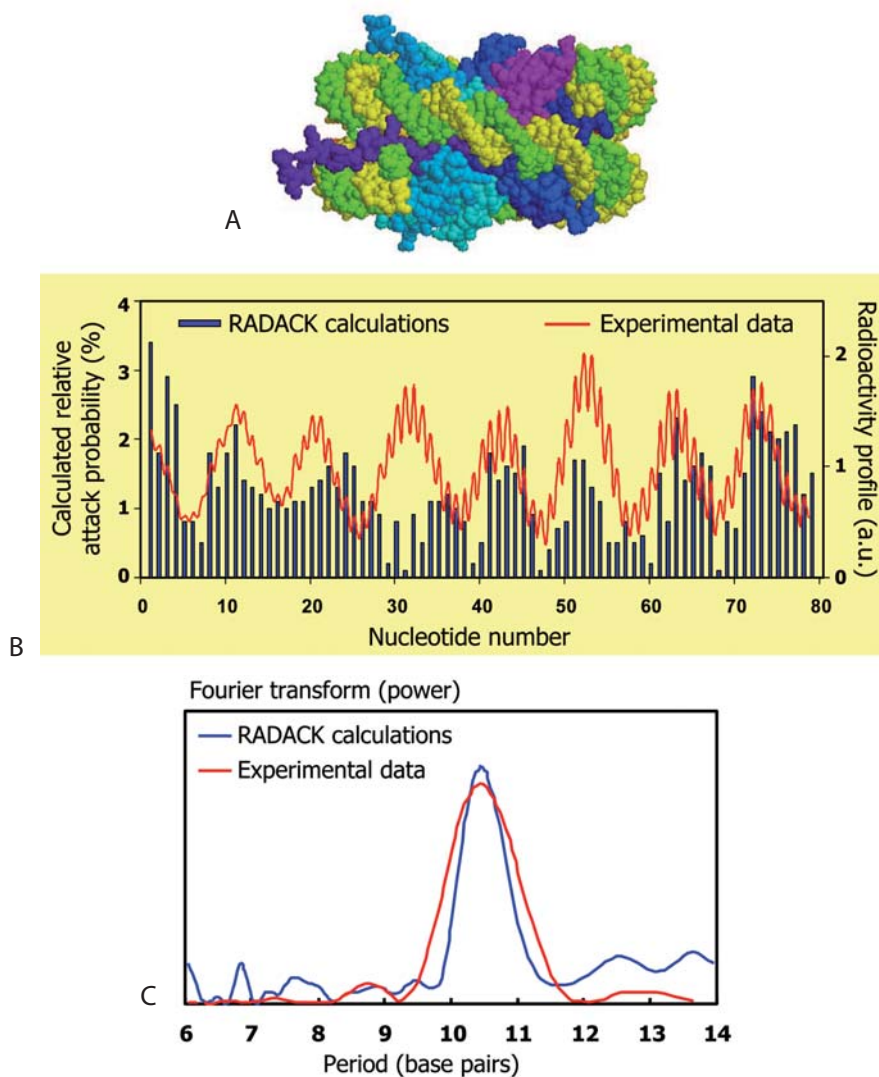 A
Calculated relative
attack probability (%)
4
3
2
1
0
RADACK calculations
Experimental data
Radioactivity profile (a.u.)
2
1
0
0 10 20 30 40 50 60 70 80
Nucleotide number
B
Fourier transform (power)
RADACK calculations
Experimental data
C
6 7 8 9 10 11 12 13 14
Period (base pairs)